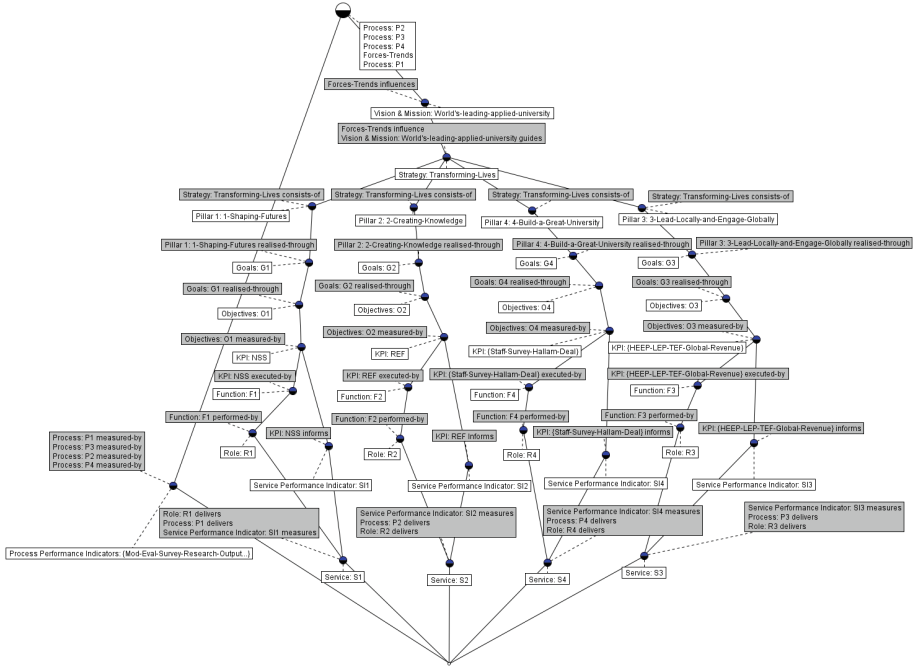 Process: P2
Process: P3
Process: P4
Forces-Trends
Process: P1
Forces-Trends influences
Vision & Mission: World's-leading-applied-university
Forces-Trends influence
Vision & Mission: World's-leading-applied-university guides
Strategy: Transforming-Lives
Strategy: Transforming-Lives consists-of
Strategy: Transforming-Lives consists-of
Strategy: Transforming-Lives consists-of
Strategy: Transforming-Lives consists-of
Pillar 1: 1-Shaping-Futures
Pillar 2: 2-Creating-Knowledge
Pillar 4: 4-Build-a-Great-University
Pillar 3: 3-Lead-Locally-and-Engage-Globally
Pillar 1: 1-Shaping-Futures realised-through
Pillar 2: 2-Creating-Knowledge realised-through
Pillar 4: 4-Build-a-Great-University realised-through
Pillar 3: 3-Lead-Locally-and-Engage-Globally realised-through
Goals: G1
Goals: G2
Goals: G4
Goals: G3
Goals: G1 realised-through
Goals: G2 realised-through
Goals: G4 realised-through
Goals: G3 realised-through
Objectives: O1
Objectives: O2
Objectives: O4
Objectives: O3
Objectives: O1 measured-by
Objectives: O2 measured-by
Objectives: O4 measured-by
Objectives: O3 measured-by
KPI: NSS
KPI: REF
KPI: {Staff-Survey-Hallam-Deal}
KPI: {HEEP-LEP-TEF-Global-Revenue}
KPI: NSS executed-by
KPI: REF executed-by
KPI: {Staff-Survey-Hallam-Deal} executed-by
KPI: {HEEP-LEP-TEF-Global-Revenue} executed-by
Function: F1
Function: F2
Function: F4
Function: F3
Function: F1 performed-by
Function: F2 performed-by
Function: F4 performed-by
Function: F3 performed-by
KPI: NSS informs
KPI: REF Informs
KPI: {Staff-Survey-Hallam-Deal} informs
KPI: {HEEP-LEP-TEF-Global-Revenue} informs
Role: R1
Role: R2
Role: R4
Role: R3
Process: P1 measured-by
Process: P3 measured-by
Process: P2 measured-by
Process: P4 measured-by
Service Performance Indicator: SI1
Service Performance Indicator: SI2
Service Performance Indicator: SI4
Service Performance Indicator: SI3
Role: R1 delivers
Process: P1 delivers
Service Performance Indicator: SI1 measures
Service Performance Indicator: SI2 measures
Process: P2 delivers
Role: R2 delivers
Service Performance Indicator: SI4 measures
Process: P4 delivers
Role: R4 delivers
Service Performance Indicator: SI3 measures
Process: P3 delivers
Role: R3 delivers
Process Performance Indicators: {Mod-Eval-Survey-Research-Output...}
Service: S1
Service: S2
Service: S4
Service: S3